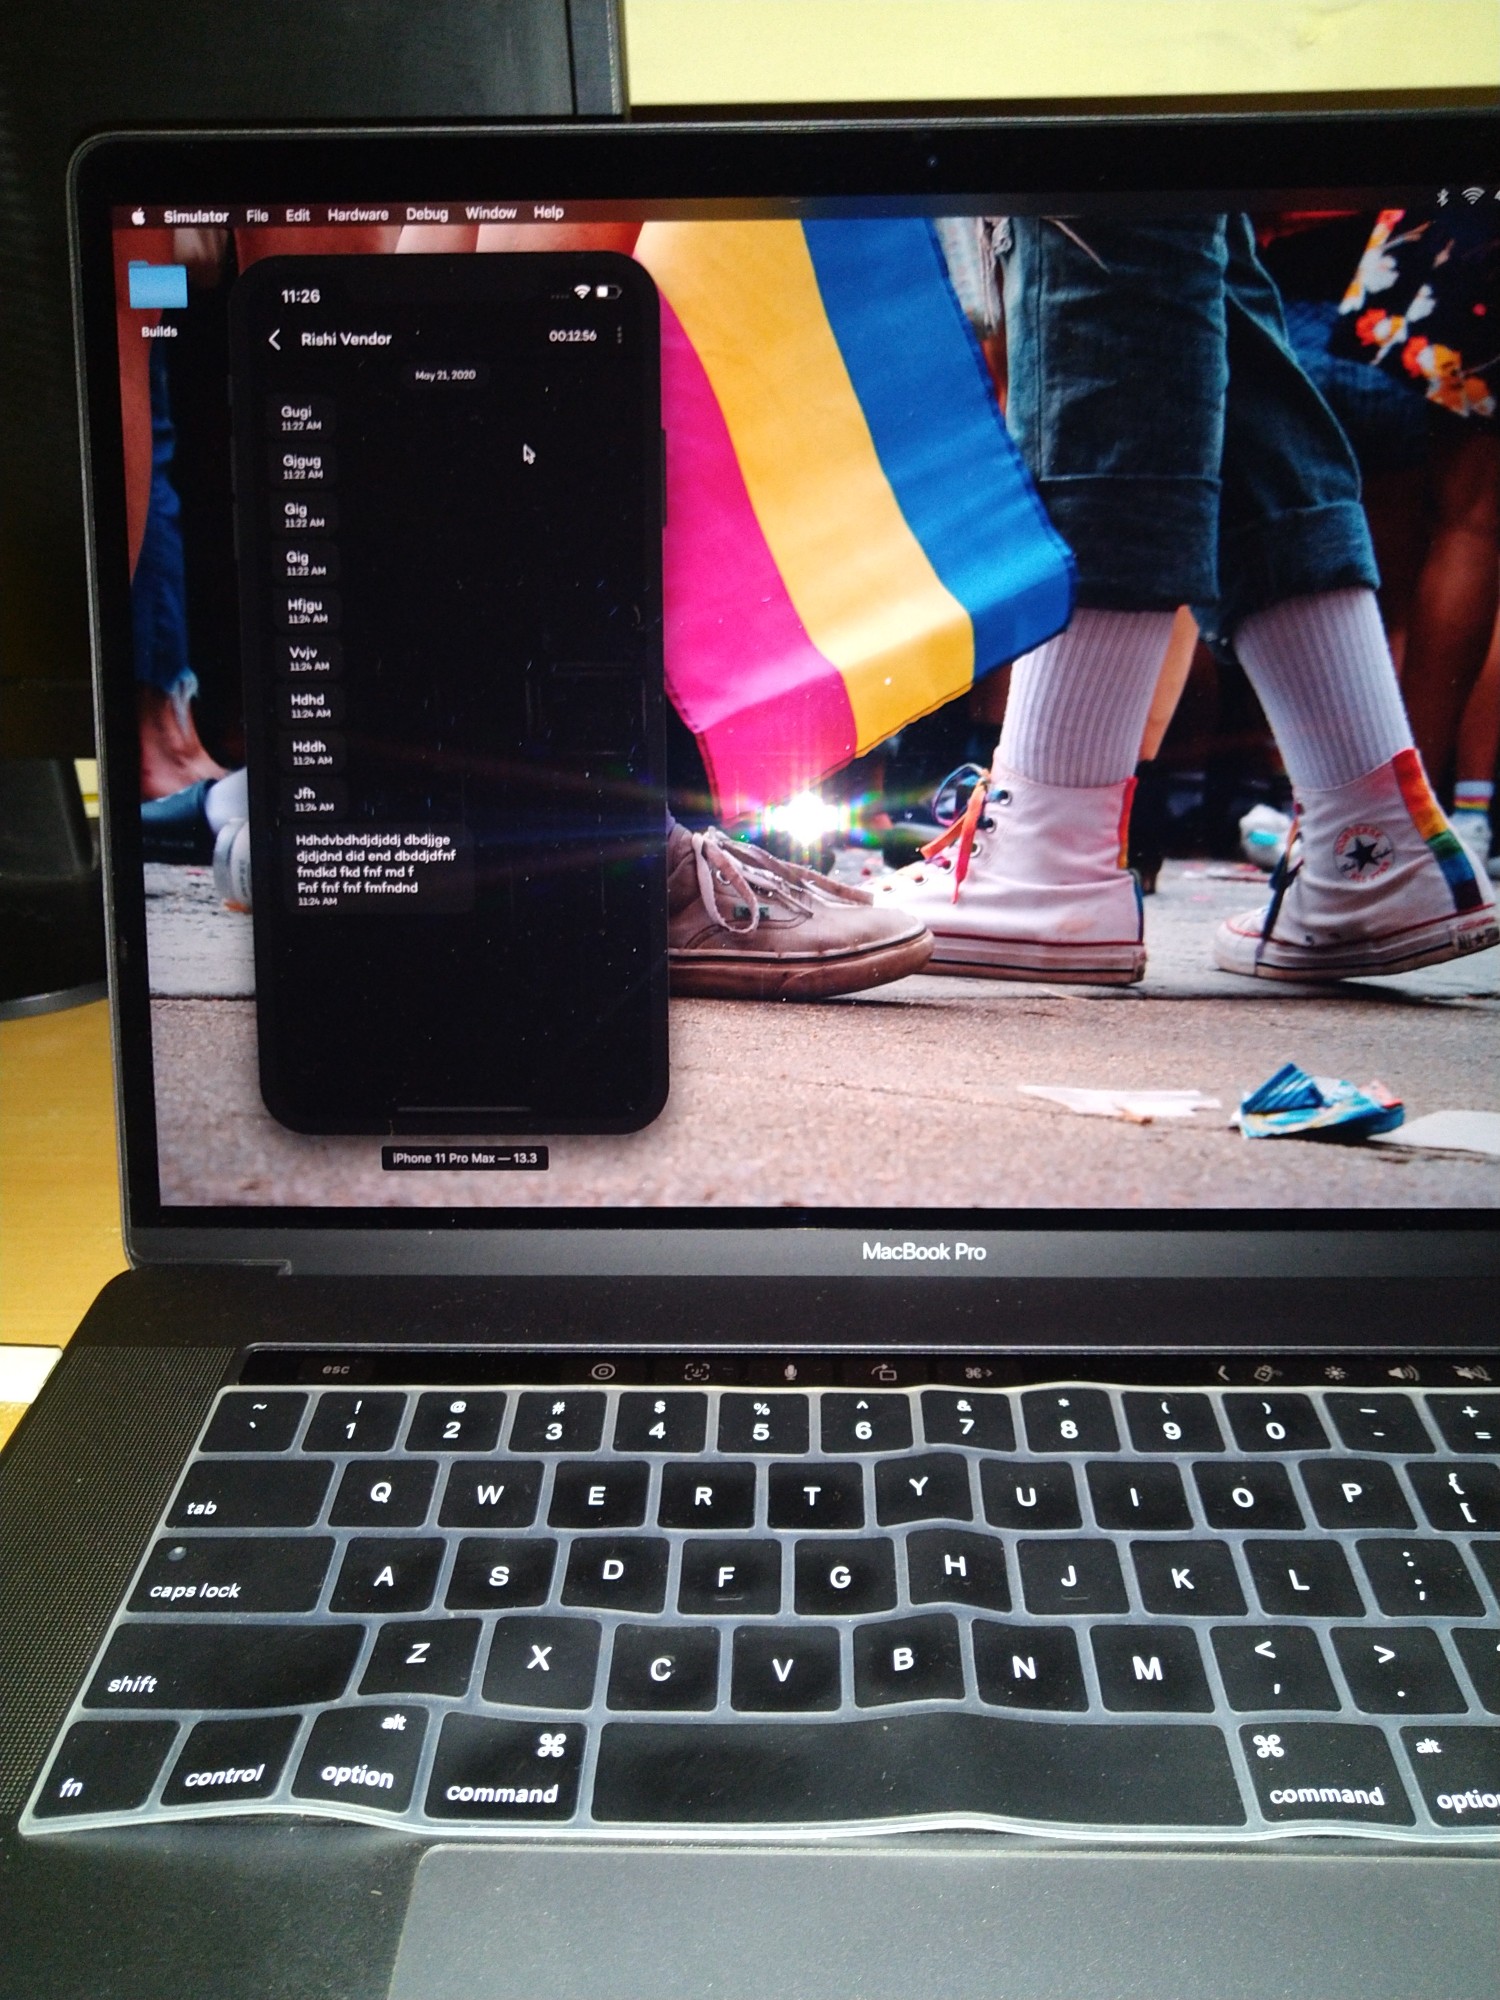 Simulator File Edit Hardware Debug Window Help
Builds
11:26
Rishi Vendor 00:12:56
May 21, 2020
Gugi
11:22 AM
Gjgug
11:22 AM
Gig
11:22 AM
Gig
11:22 AM
Hfjgu
11:24 AM
Vvjv
11:24 AM
Hdhd
11:24 AM
Hddh
11:24 AM
Jfh
11:24 AM
Hdhdvbdhdjdjddj dbdjjge
djdjdnd did end dbddjdfnf
fmdkd fkd fnf md f
Fnf fnf fnf fmfndnd
11:24 AM
iPhone 11 Pro Max — 13.3
MacBook Pro
esc
~ ! @ # $ % ^ & * ( ) — +
` 1 2 3 4 5 6 7 8 9 0 - =
tab Q W E R T Y U I O P { [
caps lock A S D F G H J K L : ;
shift Z X C V B N M < , > .
alt ⌘ ⌘ alt
fn control option command command